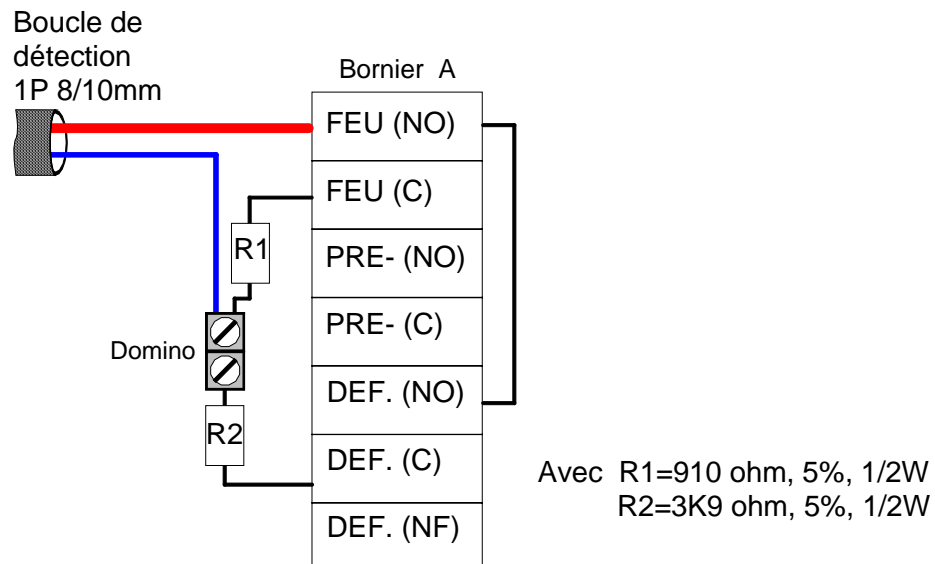 Boucle de
détection
1P 8/10mm
Bornier A
FEU (NO)
FEU (C)
R1
PRE- (NO)
PRE- (C)
Domino
DEF. (NO)
R2
DEF. (C)
DEF. (NF)
Avec R1=910 ohm, 5%, 1/2W
R2=3K9 ohm, 5%, 1/2W